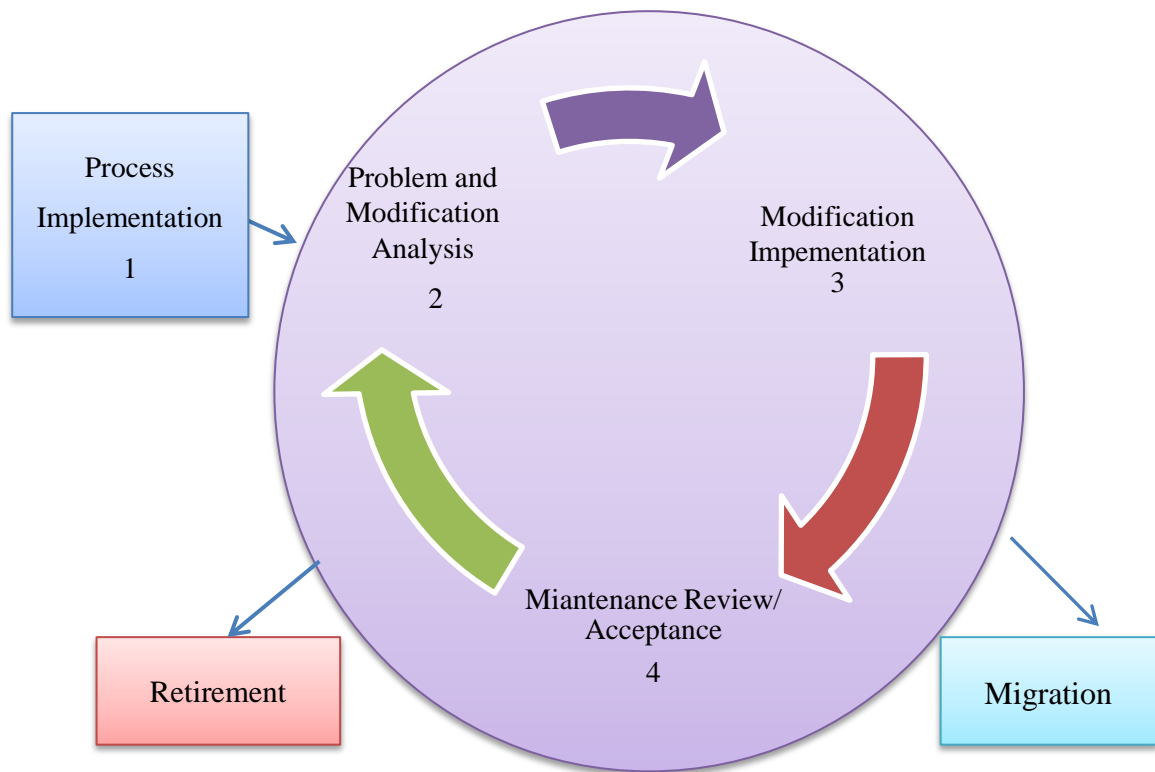 Process
Implementation
1
Problem and
Modification
Analysis
2
Modification
Impementation
3
Miantenance Review/
Acceptance
4
Retirement
Migration